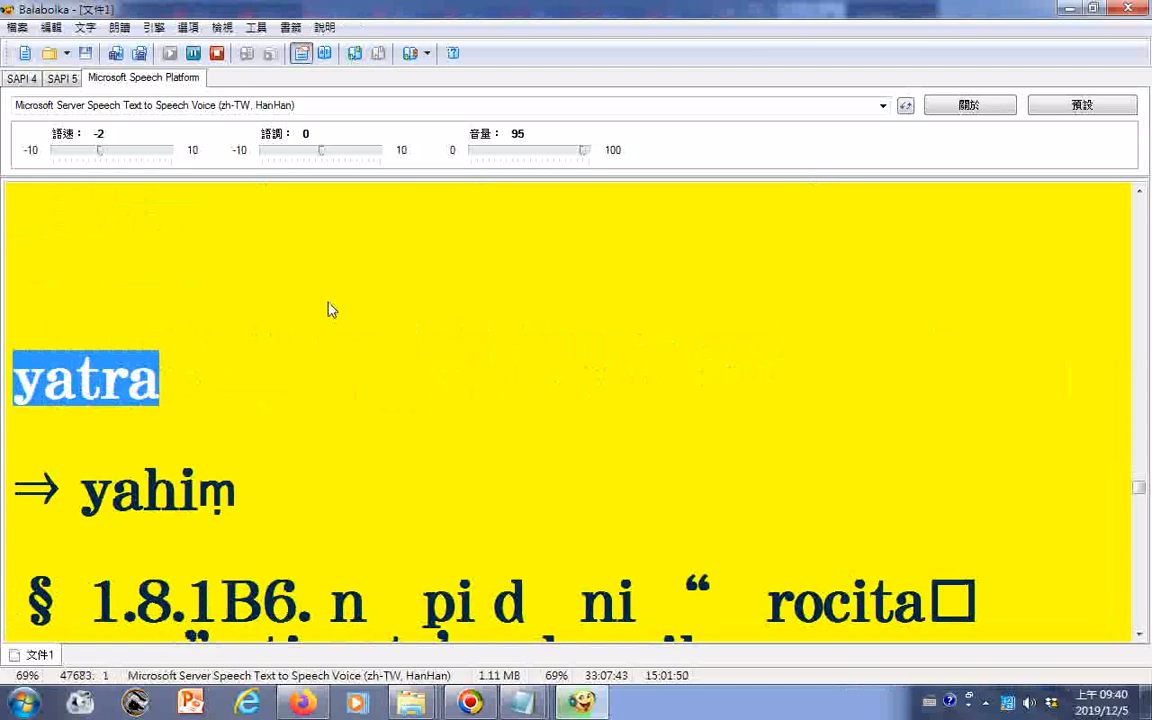 Balabolka - [文件1]
檔案 編輯 文字 朗讀 引擎 選項 檢視 工具 書籤 說明
SAPI 4 SAPI 5 Microsoft Speech Platform
Microsoft Server Speech Text to Speech Voice (zh-TW, HanHan) 關於 預設
語速： -2 語調： 0 音量： 95
-10 10 -10 10 0 100
yatra
⇒ yahiṃ
§ 1.8.1B6. n pi d ni “ rocita□
文件1
69% 47683: 1 Microsoft Server Speech Text to Speech Voice (zh-TW, HanHan) 1.11 MB 69% 33:07:43 15:01:50
上午 09:40
2019/12/5